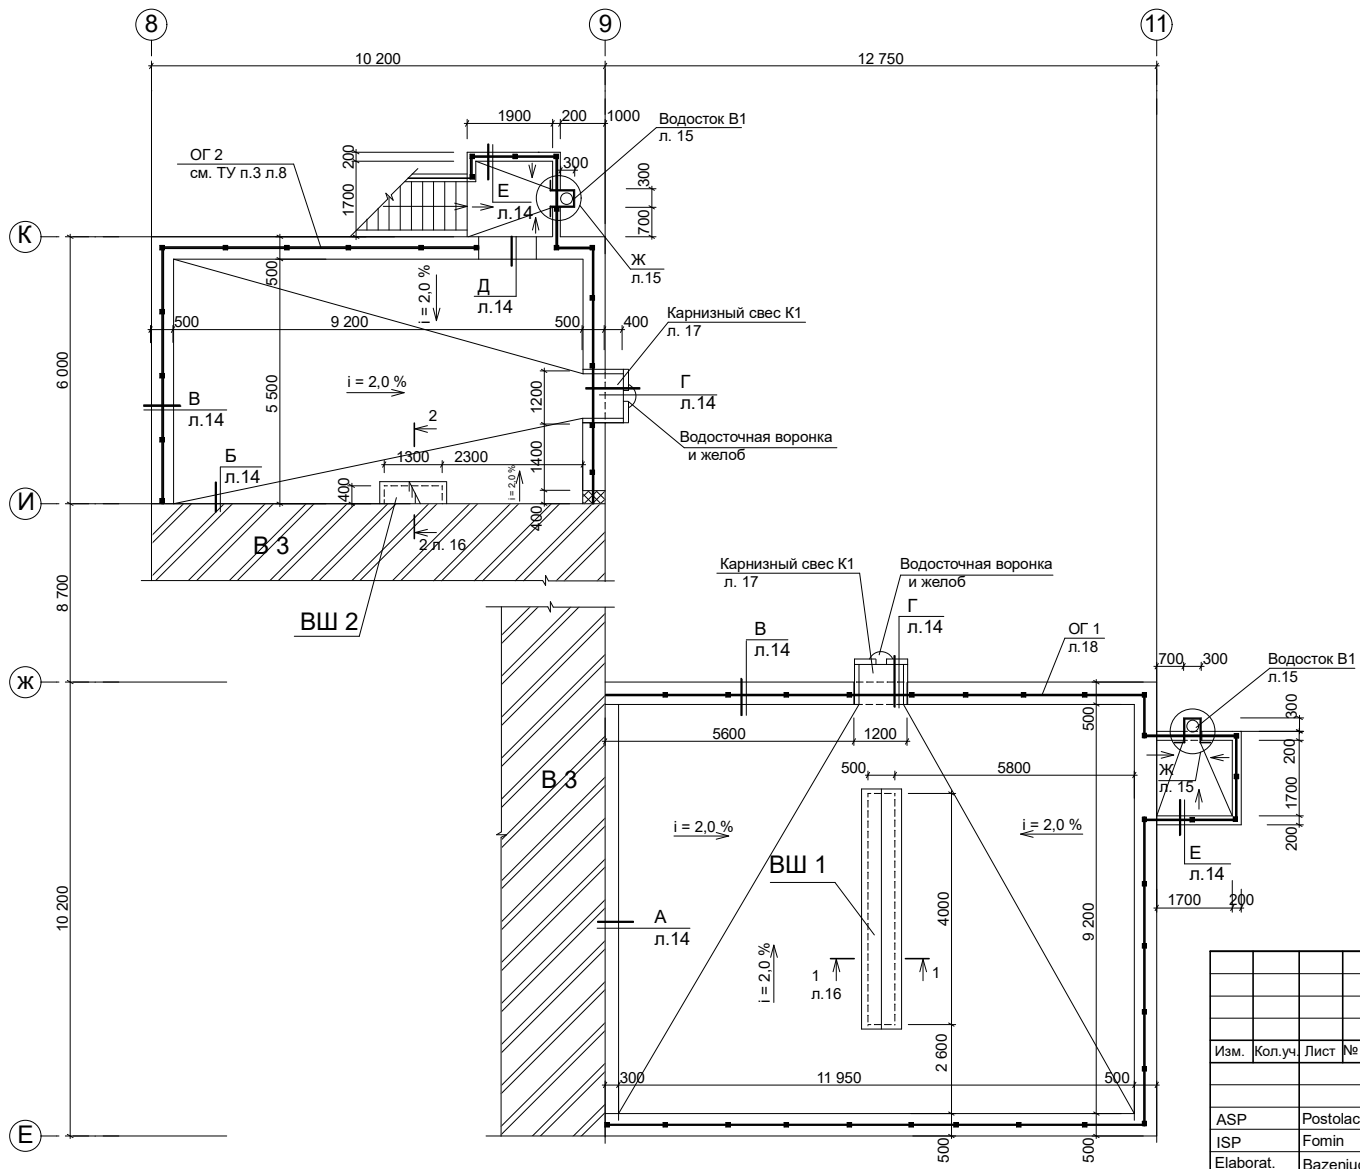 8
9
11
10 200
12 750
1900
200
1000
Водосток В1
л. 15
ОГ 2
см. ТУ п.3 л.8
200
1700
300
300
700
Е
л.14
К
Ж
л.15
500
i = 2,0 %
Д
л.14
Карнизный свес К1
л. 17
500
9 200
500
400
6 000
5 500
i = 2,0 %
1200
Г
л.14
В
л.14
2
Водосточная воронка
и желоб
Б
л.14
1300
2300
1400
i = 2,0 %
400
И
400
В 3
2 л. 16
8 700
ВШ 2
Карнизный свес К1
л. 17
Водосточная воронка
и желоб
Г
л.14
В
л.14
ОГ 1
л.18
700
300
Водосток В1
л.15
Ж
500
300
5600
1200
200
500
5800
В 3
Ж
л. 15
1700
i = 2,0 %
i = 2,0 %
200
ВШ 1
Е
л.14
10 200
4000
9 200
1700
200
А
л.14
i = 2,0 %
1
л.16
1
2 600
Изм.
Кол.уч.
Лист
№
300
11 950
500
ASP
Postolac
Е
500
500
ISP
Fomin
Elaborat.